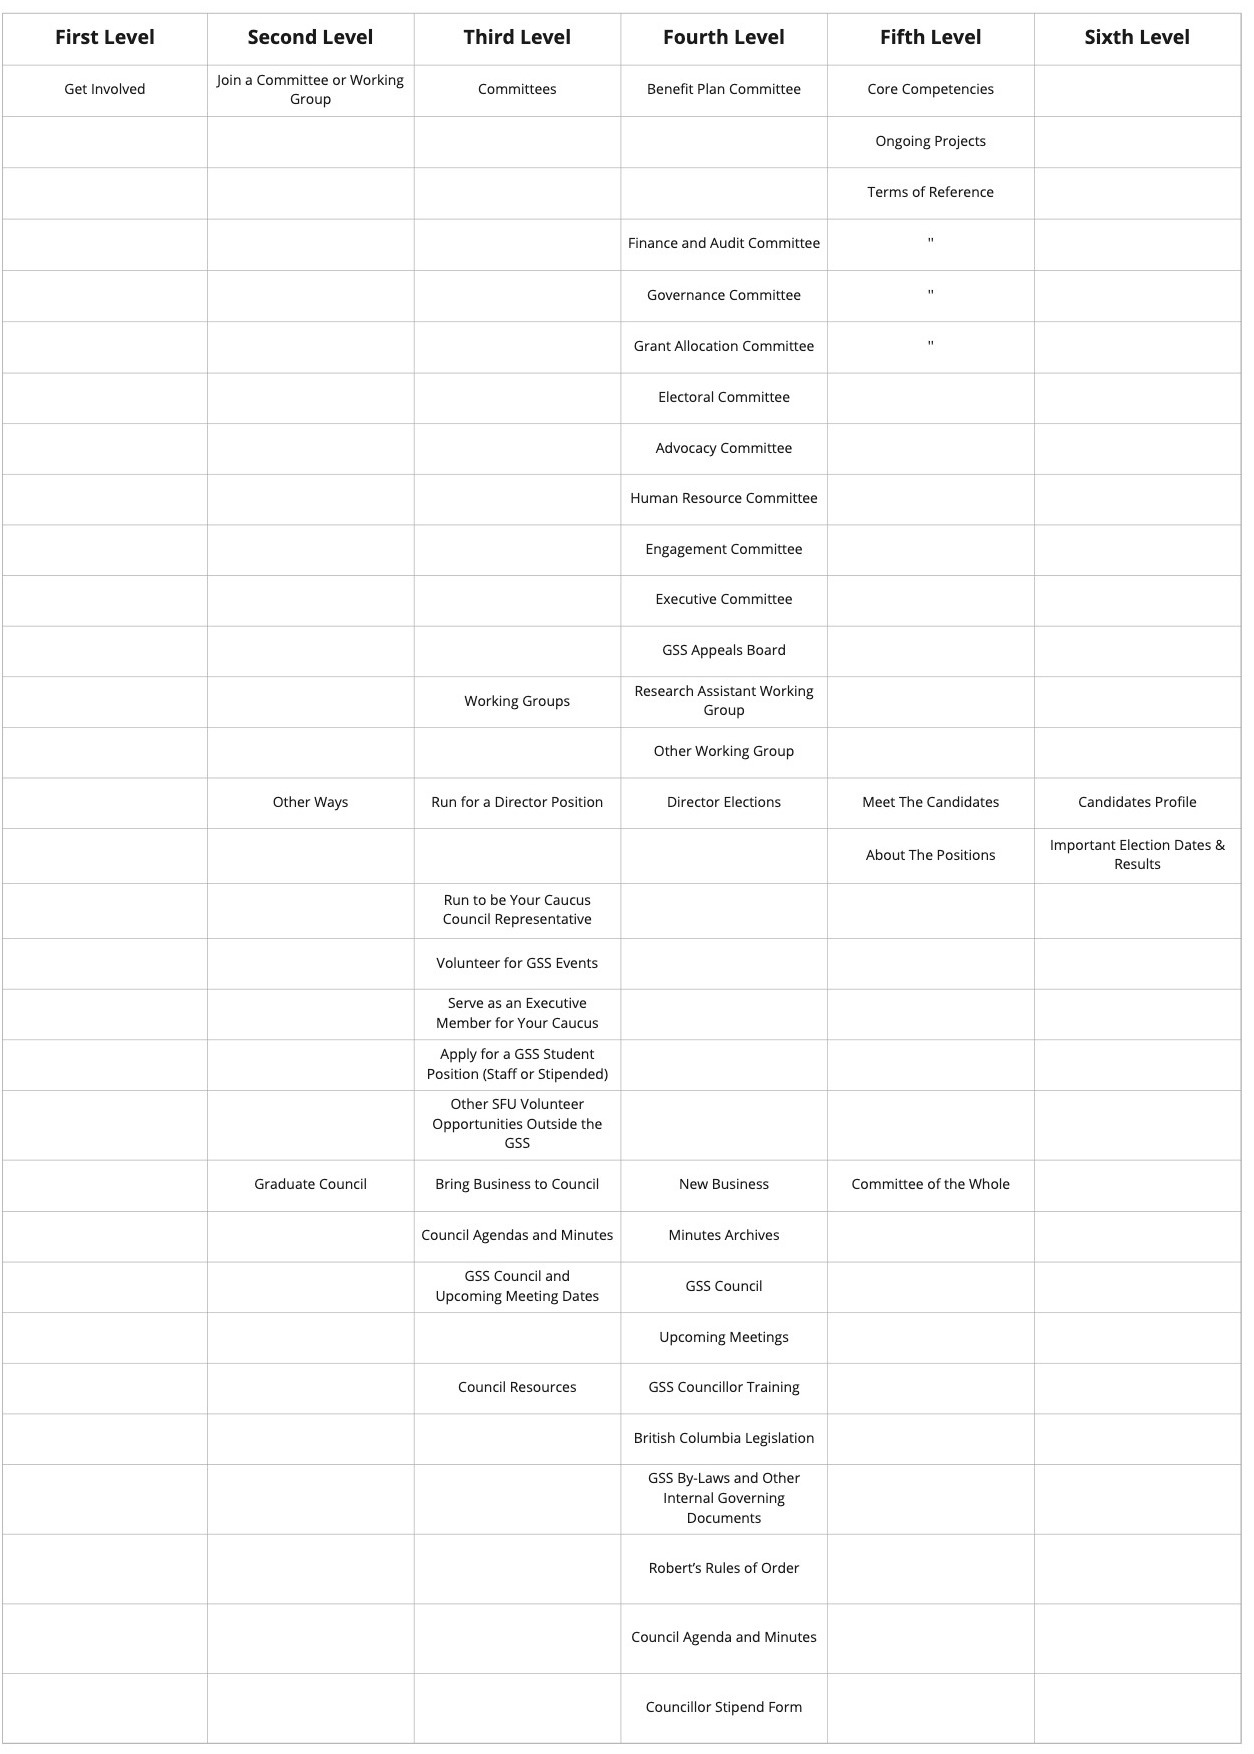 First Level Second Level Third Level Fourth Level Fifth Level Sixth Level
Get Involved
Join a Committee or Working
Group
Committees
Benefit Plan Committee
Core Competencies
Ongoing Projects
Terms of Reference
Finance and Audit Committee
"
Governance Committee
"
Grant Allocation Committee
"
Electoral Committee
Advocacy Committee
Human Resource Committee
Engagement Committee
Executive Committee
GSS Appeals Board
Working Groups
Research Assistant Working
Group
Other Working Group
Other Ways
Run for a Director Position
Director Elections
Meet The Candidates
Candidates Profile
About The Positions
Important Election Dates &
Results
Run to be Your Caucus
Council Representative
Volunteer for GSS Events
Serve as an Executive
Member for Your Caucus
Apply for a GSS Student
Position (Staff or Stipended)
Other SFU Volunteer
Opportunities Outside the
GSS
Graduate Council
Bring Business to Council
New Business
Committee of the Whole
Council Agendas and Minutes
Minutes Archives
GSS Council and
Upcoming Meeting Dates
GSS Council
Upcoming Meetings
Council Resources
GSS Councillor Training
British Columbia Legislation
GSS By-Laws and Other
Internal Governing
Documents
Robert’s Rules of Order
Council Agenda and Minutes
Councillor Stipend Form